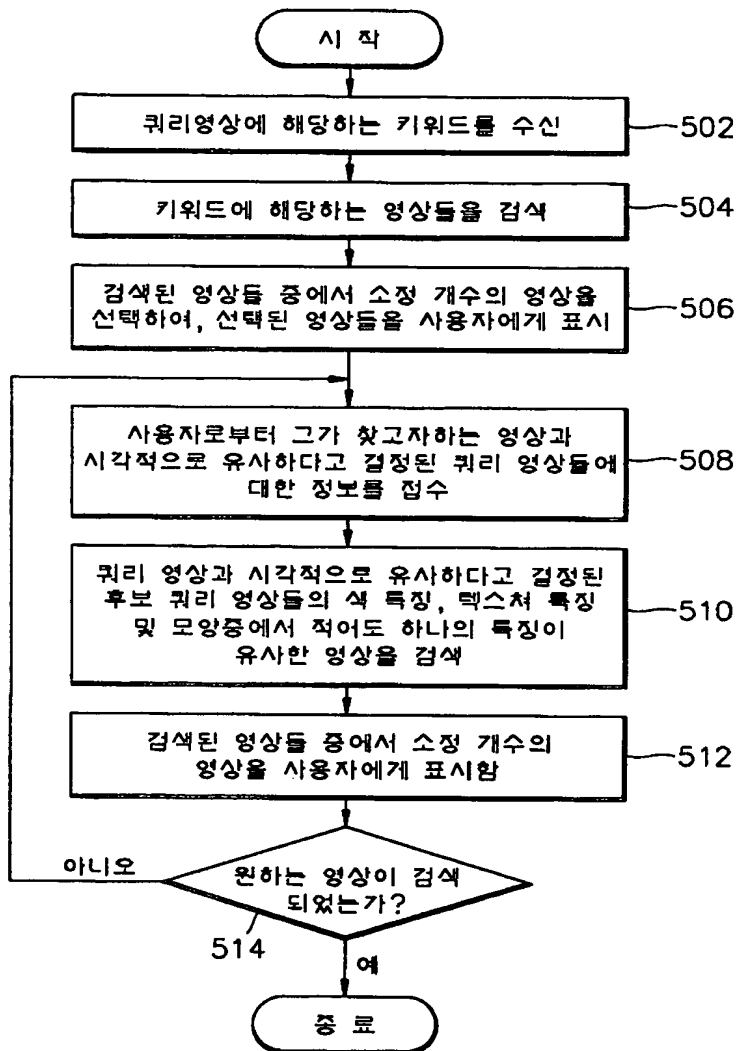 시 작
쿼리영상에 해당하는 키워드를 수신
502
키워드에 해당하는 영상들을 검색
504
검색된 영상들 중에서 소정 개수의 영상을
선택하여, 선택된 영상들을 사용자에게 표시
506
사용자로부터 그가 찾고자하는 영상과
시각적으로 유사하다고 결정된 쿼리 영상들에
대한 정보를 접수
508
쿼리 영상과 시각적으로 유사하다고 결정된
후보 쿼리 영상들의 색 특징, 텍스쳐 특징
및 모양중에서 적어도 하나의 특징이
유사한 영상을 검색
510
검색된 영상들 중에서 소정 개수의
영상을 사용자에게 표시함
512
아니오
원하는 영상이 검색
되었는가?
514
예
종 료